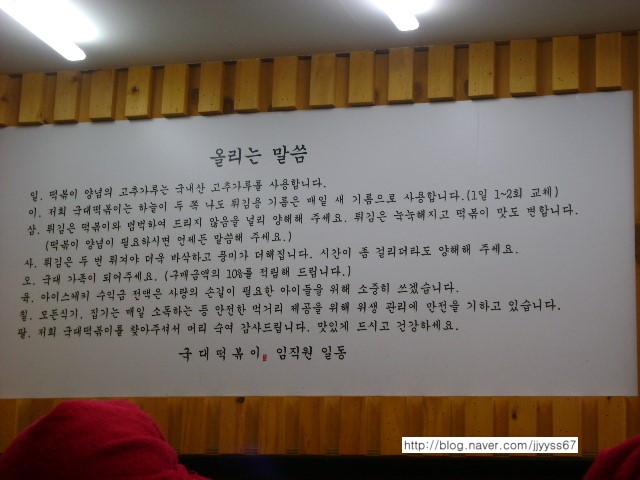 올리는 말씀
일. 떡볶이 양념의 고추가루는 국내산 고추가루를 사용합니다.
이. 저희 국대떡볶이는 하늘이 두 쪽 나도 튀김용 기름은 매일 새 기름으로 사용합니다.(1일 1~2회 교체)
삼. 튀김은 떡볶이와 범벅하여 드리지 않음을 널리 양해해 주세요. 튀김은 눅눅해지고 떡볶이 맛도 변합니다.
(떡볶이 양념이 필요하시면 언제든 말씀해 주세요.)
사. 튀김은 두 번 튀겨야 더욱 바삭하고 풍미가 더해집니다. 시간이 좀 걸리더라도 양해해 주세요.
오. 국대 가족이 되어주세요. (구매금액의 10%를 적립해 드립니다.)
육. 아이스께끼 수익금 전액은 사랑의 손길이 필요한 아이들을 위해 소중히 쓰겠습니다.
칠. 모든식기, 집기는 매일 소독하는 등 안전한 먹거리 제공을 위해 위생 관리에 만전을 기하고 있습니다.
팔. 저희 국대떡볶이를 찾아주셔서 머리 숙여 감사드립니다. 맛있게 드시고 건강하세요.
국대떡볶이 임직원 일동
http://blog.naver.com/jjyyss67